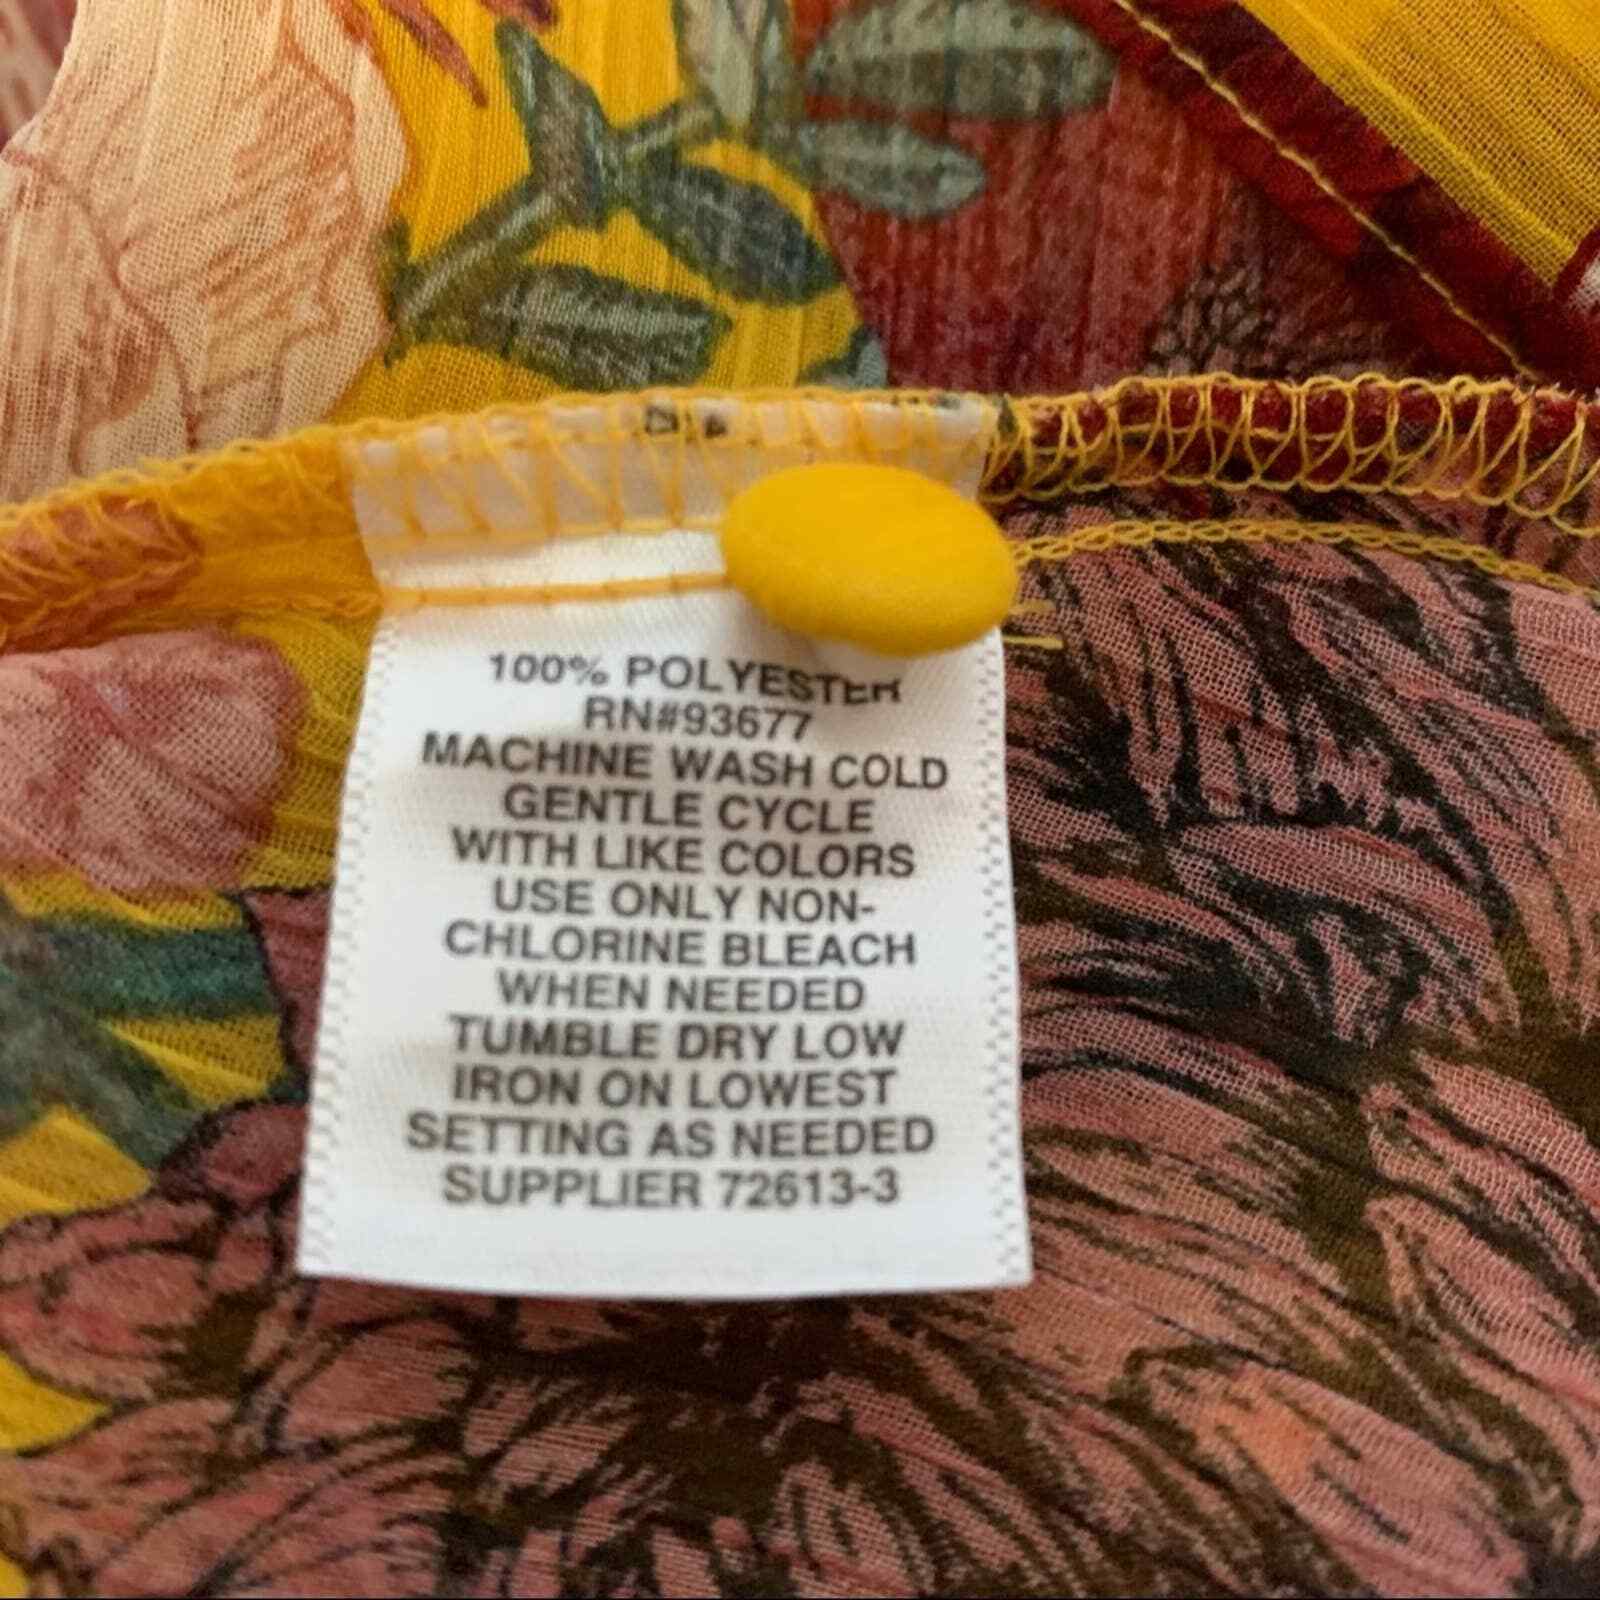 100% POLYESTER
RN#93677
MACHINE WASH COLD
GENTLE CYCLE
WITH LIKE COLORS
USE ONLY NON-
CHLORINE BLEACH
WHEN NEEDED
TUMBLE DRY LOW
IRON ON LOWEST
SETTING AS NEEDED
SUPPLIER 72613-3